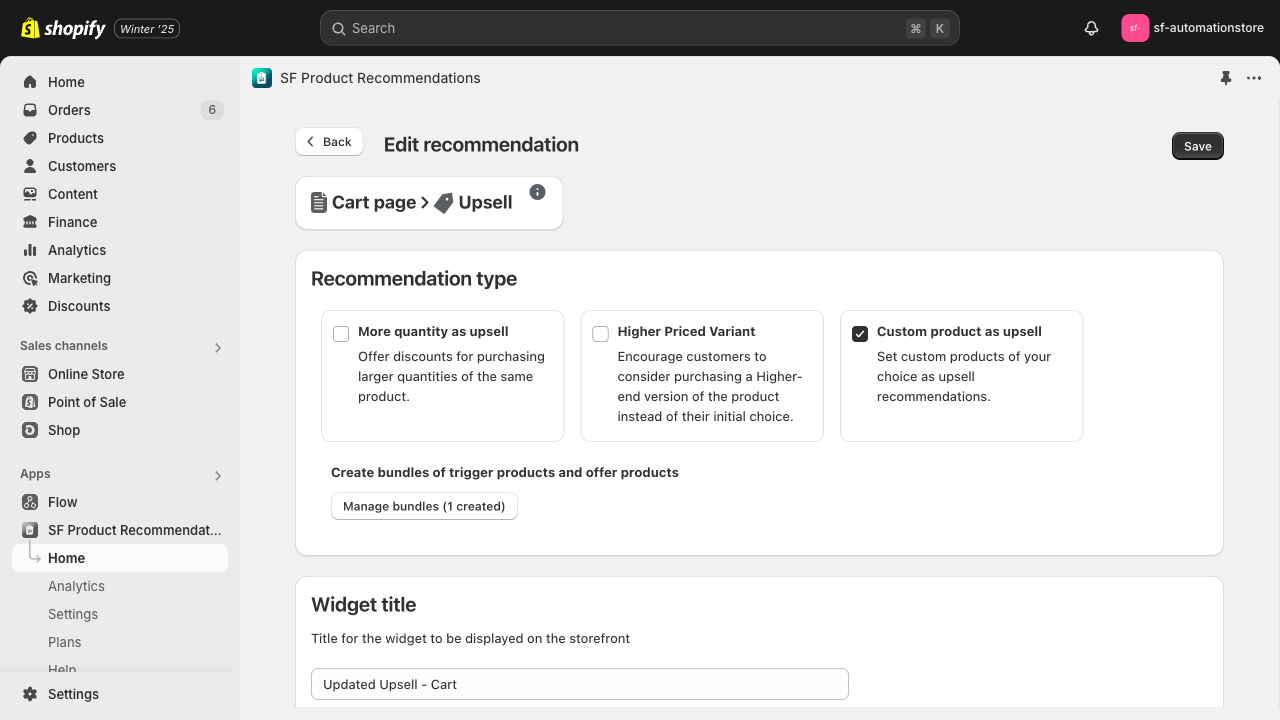 shopify
Winter '25
Search
⌘ K
sf-
sf-automationstore
Home
Orders 6
Products
Customers
Content
Finance
Analytics
Marketing
Discounts
Sales channels
Online Store
Point of Sale
Shop
Apps
Flow
SF Product Recommendat...
Home
Analytics
Settings
Plans
Help
Settings
SF Product Recommendations
Back
Edit recommendation
Save
Cart page > Upsell
Recommendation type
More quantity as upsell
Offer discounts for purchasing
larger quantities of the same
product.
Higher Priced Variant
Encourage customers to
consider purchasing a Higher-
end version of the product
instead of their initial choice.
Custom product as upsell
Set custom products of your
choice as upsell
recommendations.
Create bundles of trigger products and offer products
Manage bundles (1 created)
Widget title
Title for the widget to be displayed on the storefront
Updated Upsell - Cart